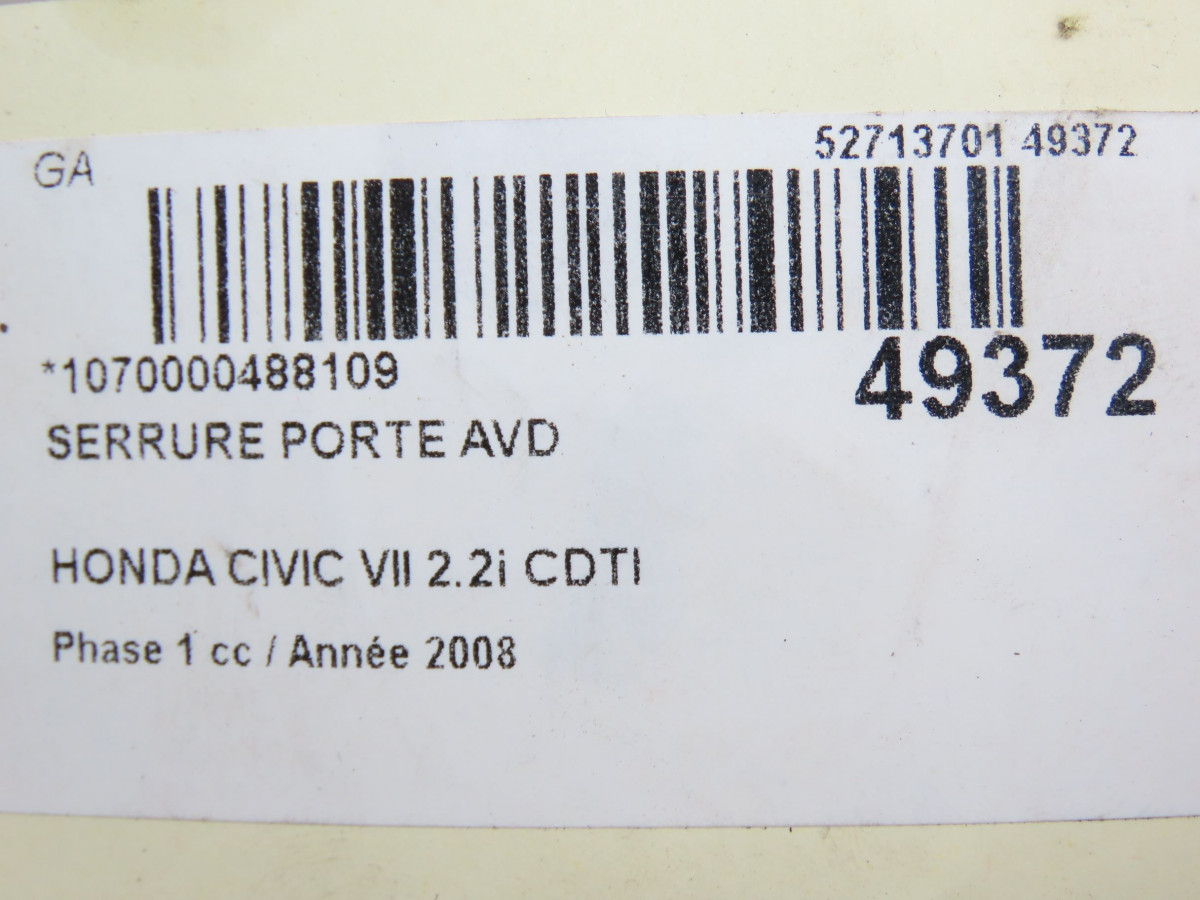 GA
52713701 49372
*1070000488109
49372
SERRURE PORTE AVD
HONDA CIVIC VII 2.2i CDTI
Phase 1 cc / Année 2008